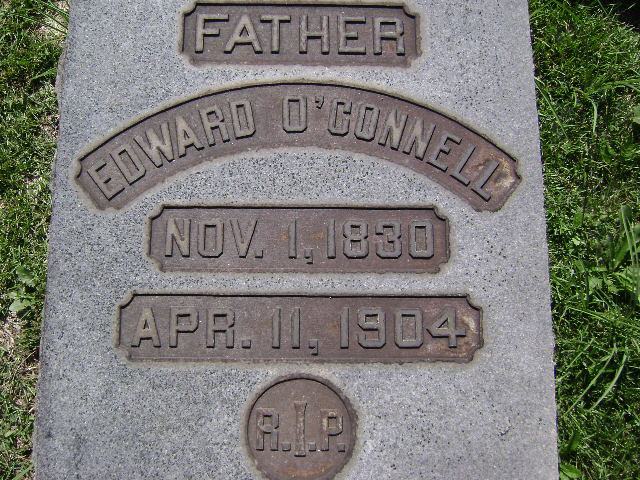 FATHER
EDWARD O'CONNELL
NOV. 1, 1830
APR. 11, 1904
R.I.P.